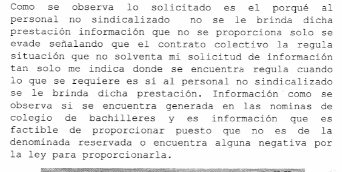 Como se observa lo solicitado es el porqué al
personal no sindicalizado no se le brinda dicha
prestación información que no se proporciona solo se
evade señalando que el contrato colectivo la regula
situación que no solventa mi solicitud de información
tan solo me indica donde se encuentra regula cuando
lo que se requiere es si al personal no sindicalizado
se le brinda dicha prestación. Información como se
observa si se encuentra generada en las nominas de
colegio de bachilleres y es información que es
factible de proporcionar puesto que no es de la
denominada reservada o encuentra alguna negativa por
la ley para proporcionarla.